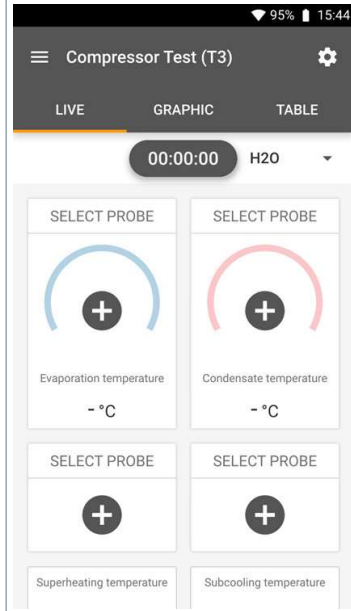 95% 15:44
Compressor Test (T3)
LIVE GRAPHIC TABLE
00:00:00 H2O
SELECT PROBE SELECT PROBE
Evaporation temperature Condensate temperature
- °C - °C
SELECT PROBE SELECT PROBE
Superheating temperature Subcooling temperature